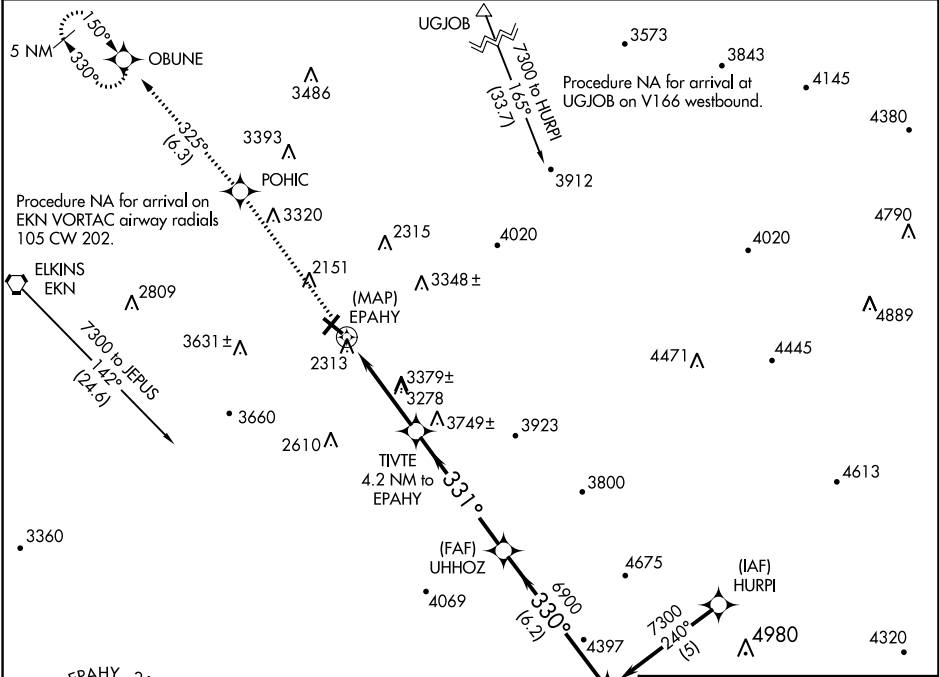 150°
5 NM
330°
OBUNE
UGJOB
3573
3843
7300 to HURPI
165°
(33.7)
Procedure NA for arrival at
UGJOB on V166 westbound.
3486
4145
4380
325°
(6.3)
3393
3912
POHIC
Procedure NA for arrival on
EKN VORTAC airway radials
105 CW 202.
3320
2315
4020
4020
4790
ELKINS
EKN
2809
2151
3348±
(MAP)
EPAHY
4889
7300 to JEPUS
142°
(24.6)
3631±
2313
4471
4445
3379±
3278
3660
3749±
3923
2610
TIVTE
4.2 NM to
EPAHY
331°
3800
4613
3360
(FAF)
UHHOZ
4675
(IAF)
HURPI
4069
6900
330°
(6.2)
7300
240°
(5)
4397
4980
4320